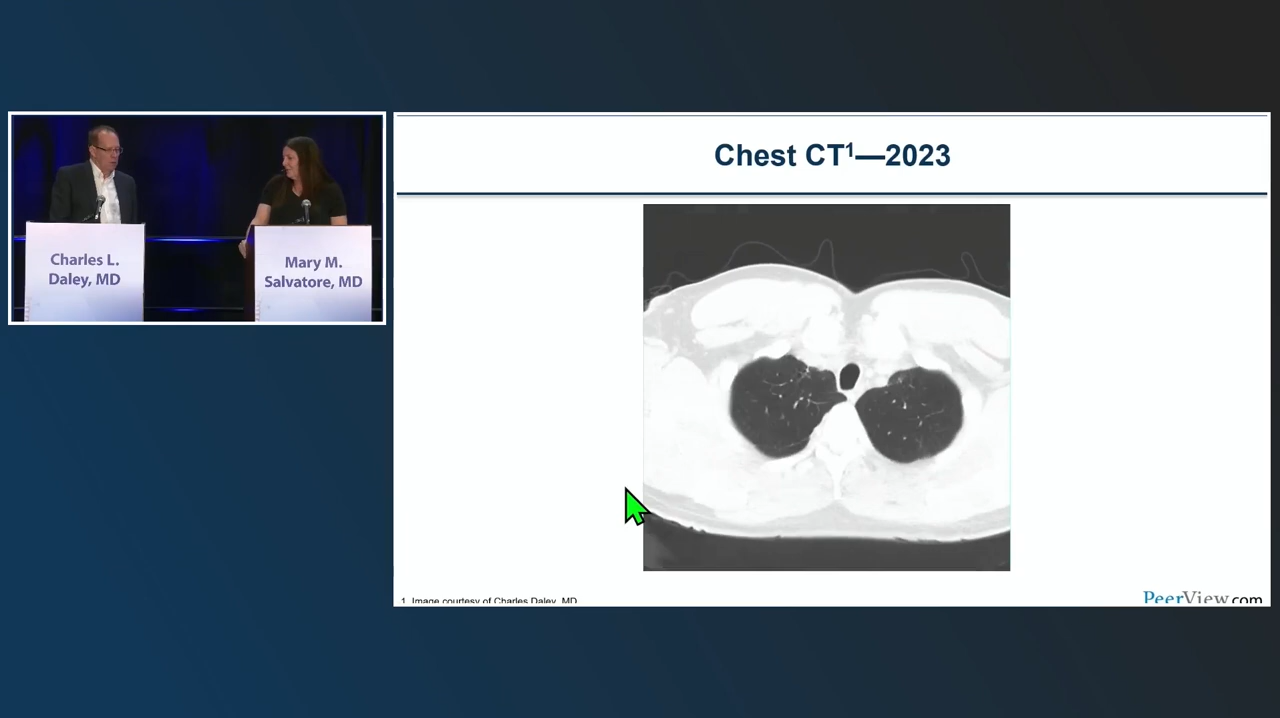 Chest CT1—2023
Charles L.
Daley, MD
Mary M.
Salvatore, MD
1. Image courtesy of Charles Daley, MD
PeerView.com